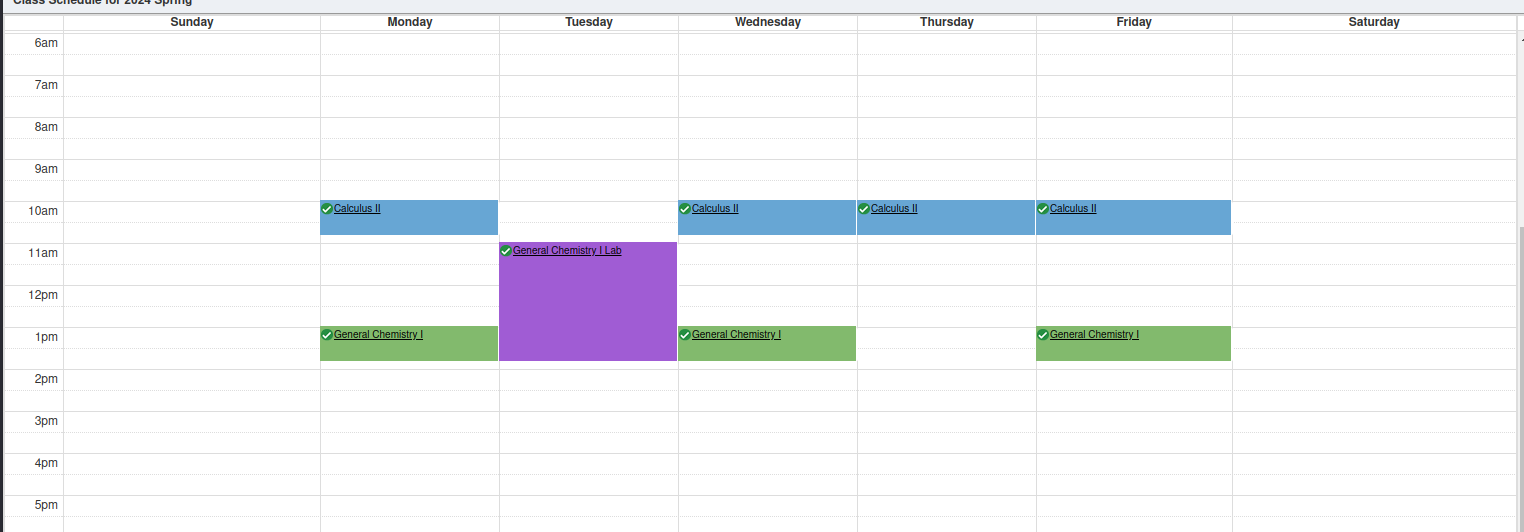 Class Schedule for 2024 Spring
Sunday Monday Tuesday Wednesday Thursday Friday Saturday
6am
7am
8am
9am
10am Calculus II Calculus II Calculus II Calculus II
11am General Chemistry I Lab
12pm
1pm General Chemistry I General Chemistry I General Chemistry I
2pm
3pm
4pm
5pm